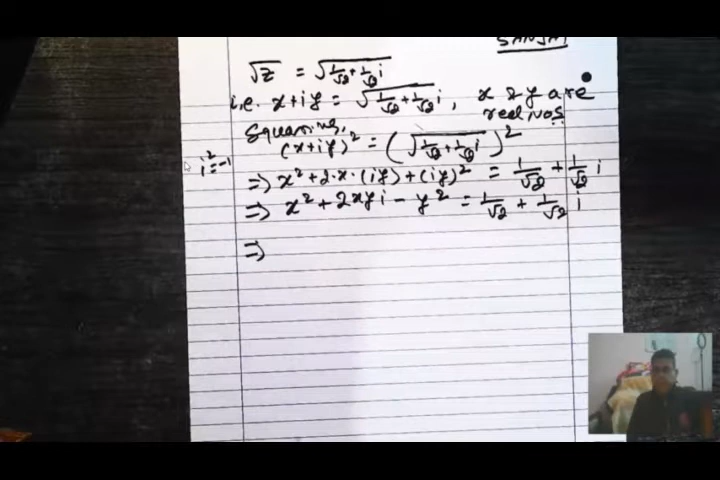 SANJAY
√z = √(1/√2 + 1/√2 i)
i.e. x+iy = √(1/√2 + 1/√2 i), x & y are
real nos
Squaring,
(x+iy)² = (√(1/√2 + 1/√2 i))²
i² = -1
⇒ x² + 2·x·(iy) + (iy)² = 1/√2 + 1/√2 i
⇒ x² + 2xyi - y² = 1/√2 + 1/√2 i
⇒